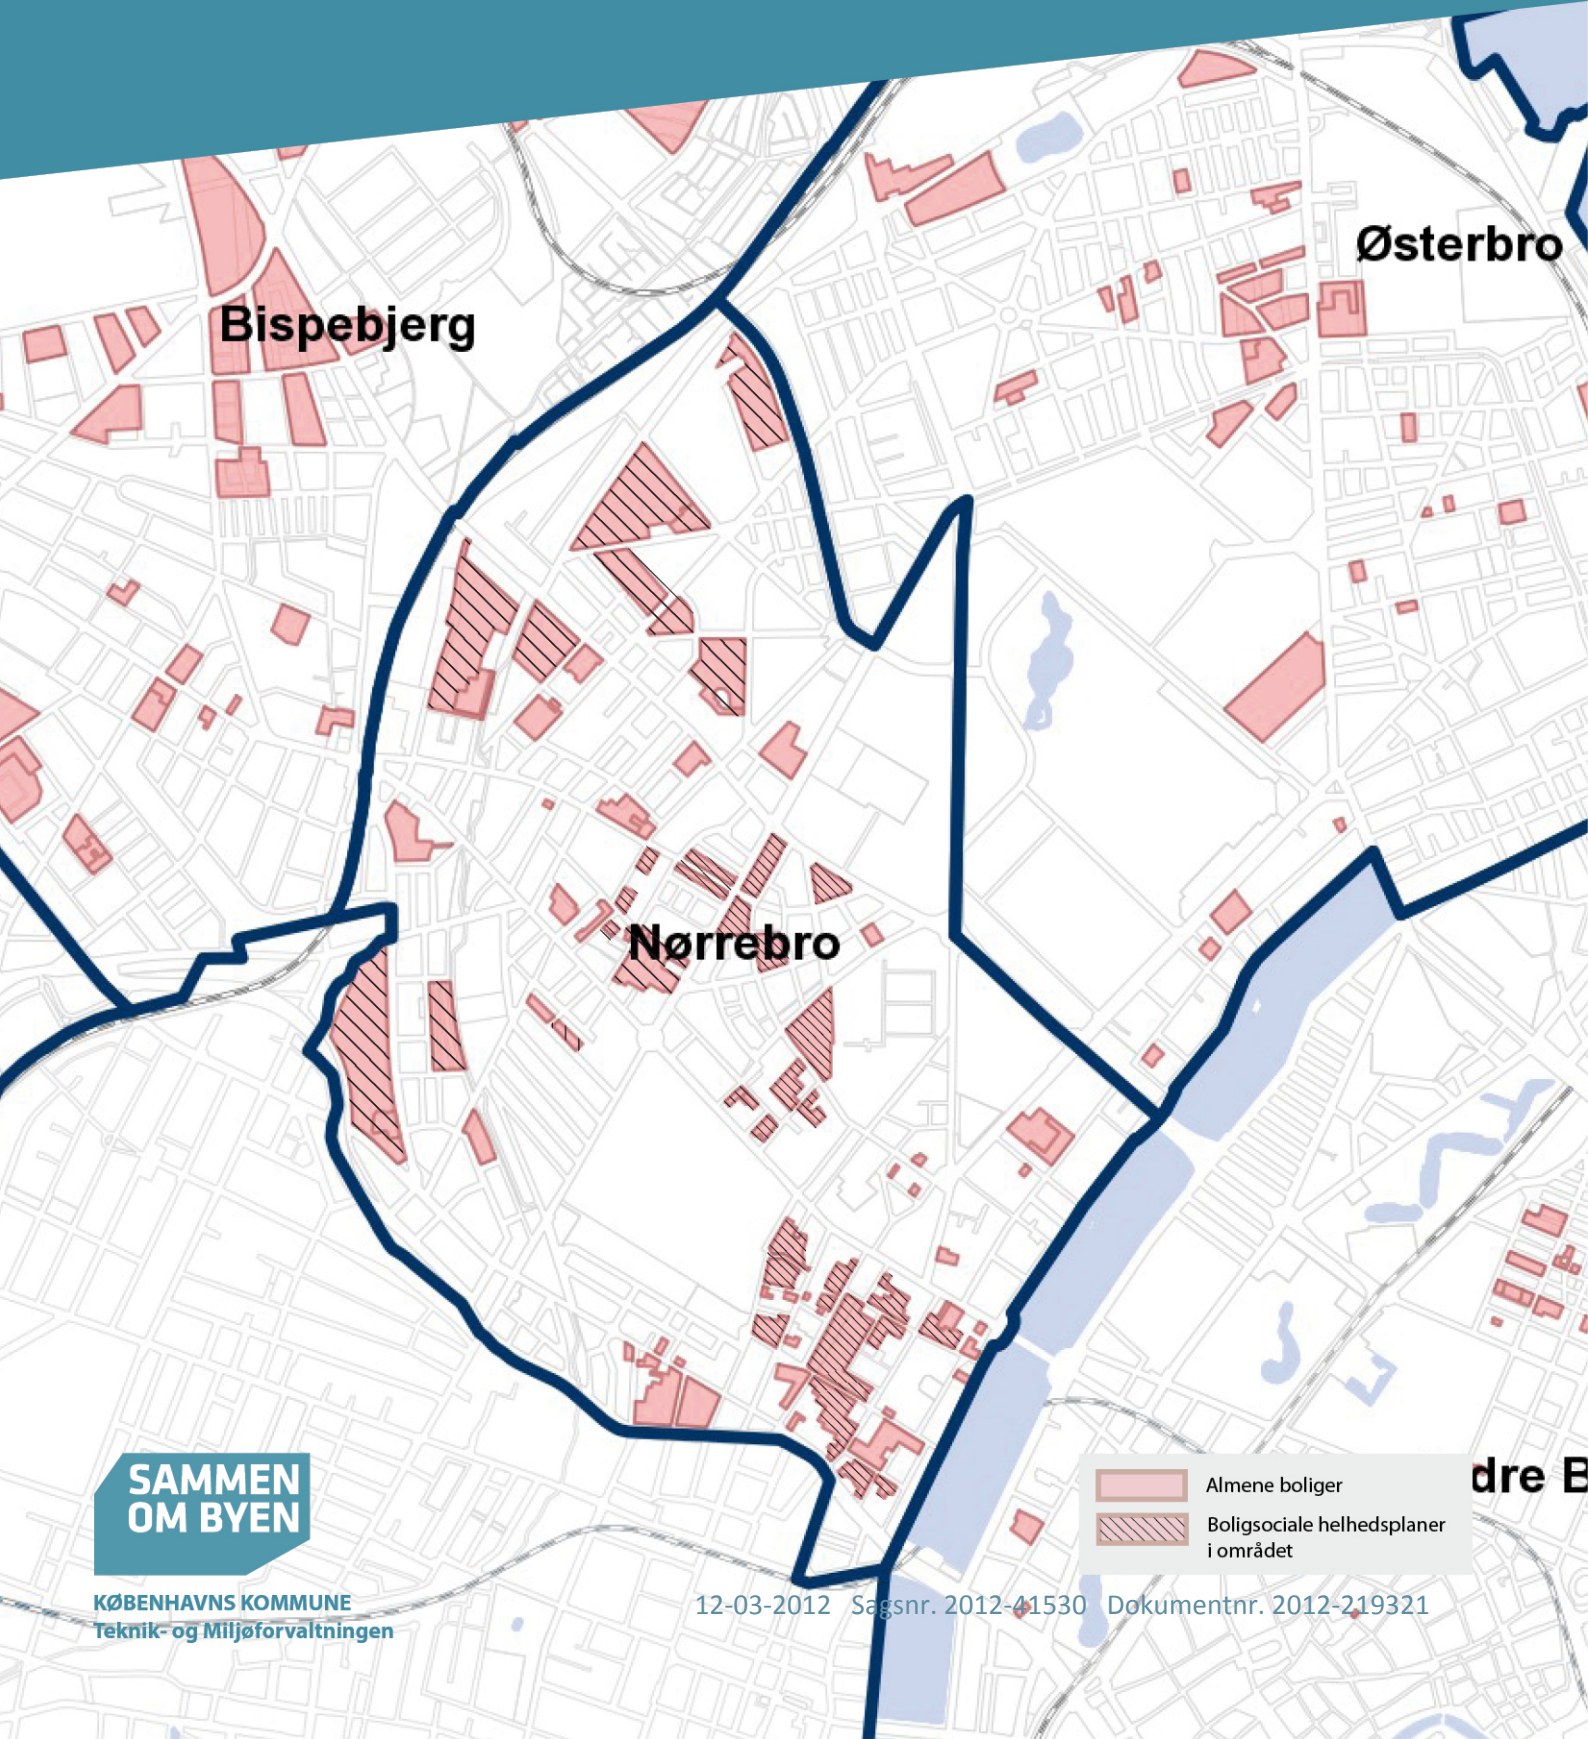 Østerbro
Bispebjerg
Nørrebro
dre B
Almene boliger
Boligsociale helhedsplaner
i området
SAMMEN
OM BYEN
KØBENHAVNS KOMMUNE
Teknik- og Miljøforvaltningen
12-03-2012 Sagsnr. 2012-41530 Dokumentnr. 2012-219321